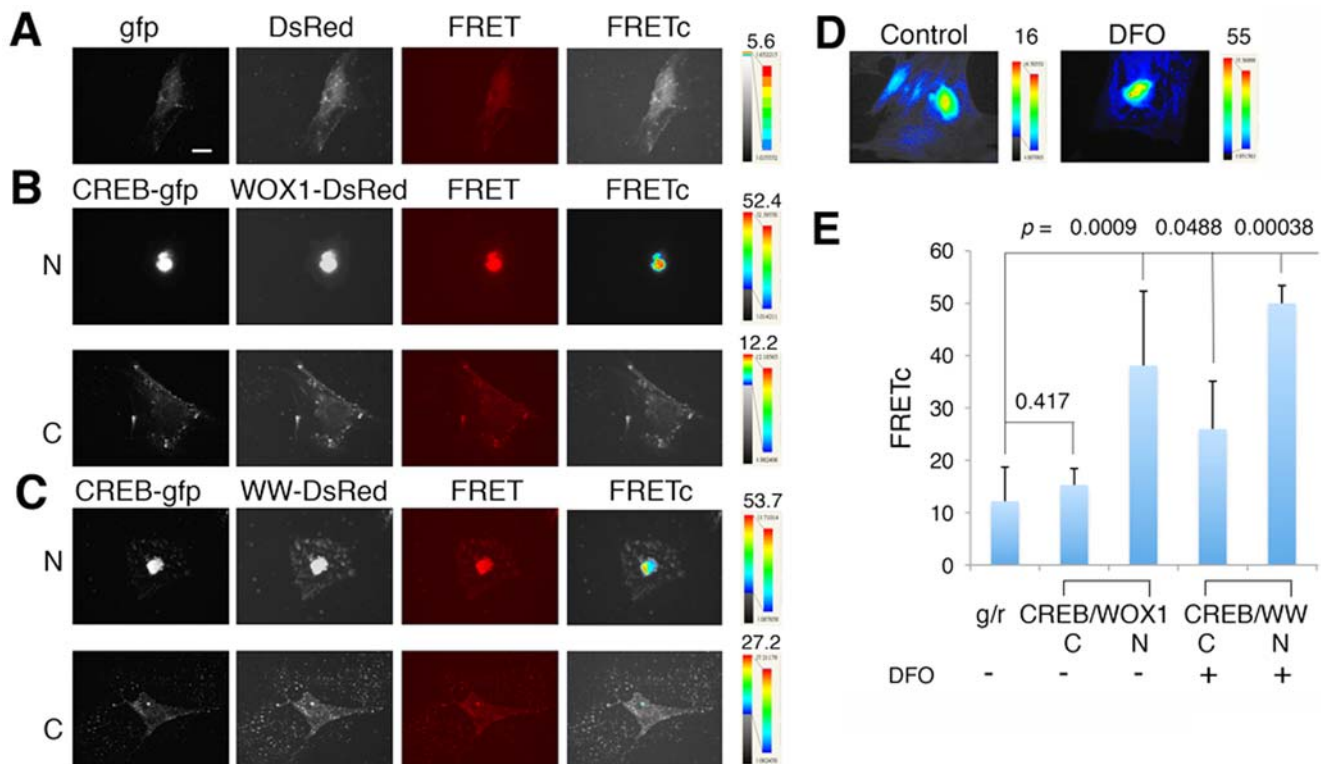 A
gfp DsRed FRET FRETc
5.6
B
CREB-gfp WOX1-DsRed FRET FRETc
52.4
N
12.2
C
C
CREB-gfp WW-DsRed FRET FRETc
53.7
N
27.2
C
D
Control 16 DFO 55
E
p = 0.0009 0.0488 0.00038
60
50
40
30
20
10
0
FRETc
0.417
g/r CREB/WOX1 CREB/WW
C N C N
DFO - - - + +